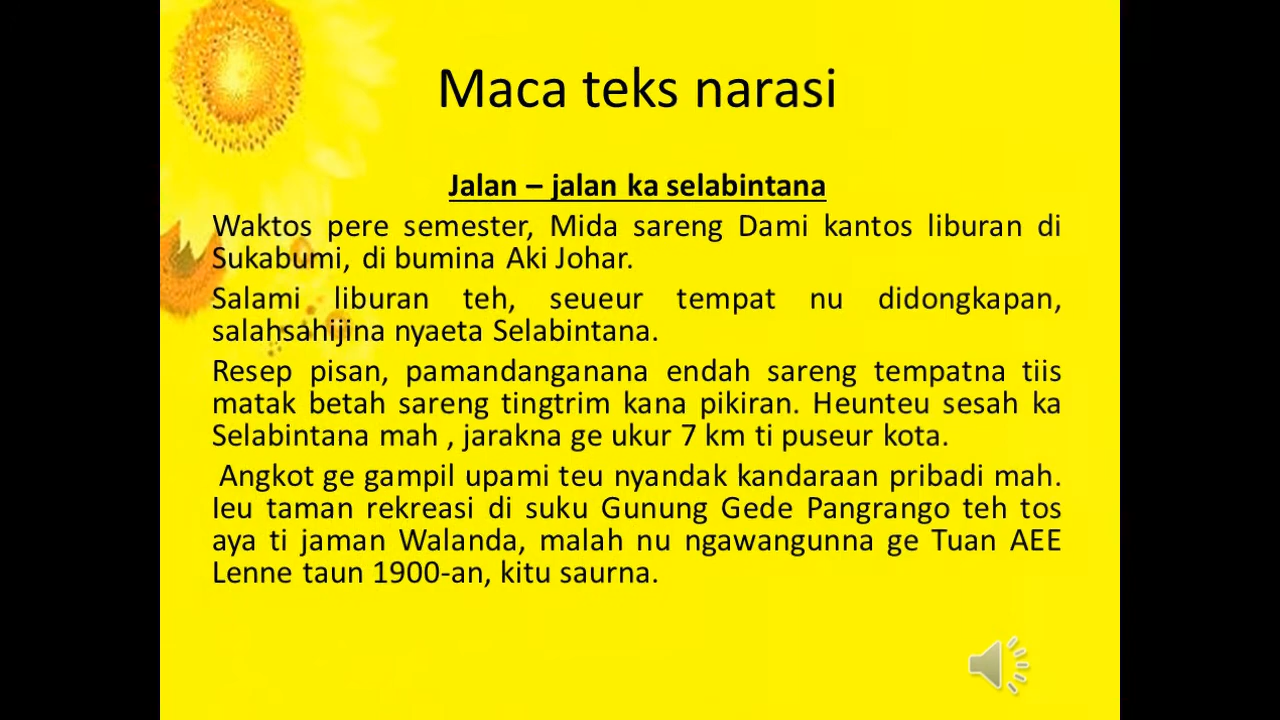 Maca teks narasi
Jalan – jalan ka selabintana
Waktos pere semester, Mida sareng Dami kantos liburan di
Sukabumi, di bumina Aki Johar.
Salami liburan teh, seueur tempat nu didongkapan,
salahsahijina nyaeta Selabintana.
Resep pisan, pamandanganana endah sareng tempatna tiis
matak betah sareng tingtrim kana pikiran. Heunteu sesah ka
Selabintana mah , jarakna ge ukur 7 km ti puseur kota.
Angkot ge gampil upami teu nyandak kandaraan pribadi mah.
Ieu taman rekreasi di suku Gunung Gede Pangrango teh tos
aya ti jaman Walanda, malah nu ngawangunna ge Tuan AEE
Lenne taun 1900-an, kitu saurna.